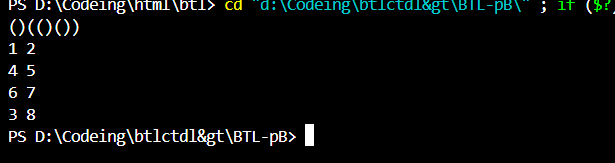 PS D:\Codeing\html\btl> cd "d:\Codeing\btlctdl&gt\BTL-pB\" ; if ($?)
()(()())
1 2
4 5
6 7
3 8
PS D:\Codeing\btlctdl&gt\BTL-pB>